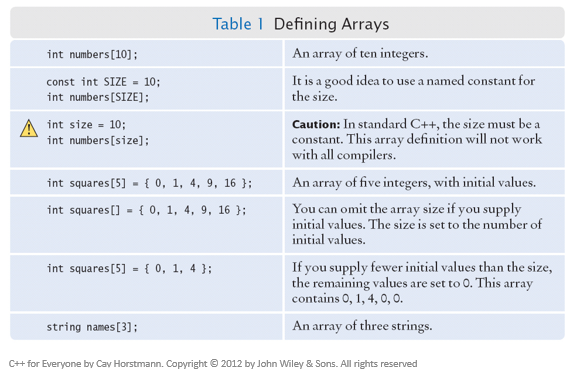 Table 1 Defining Arrays
int numbers[10];
An array of ten integers.
const int SIZE = 10;
int numbers[SIZE];
It is a good idea to use a named constant for
the size.
int size = 10;
int numbers[size];
Caution: In standard C++, the size must be a
constant. This array definition will not work
with all compilers.
int squares[5] = { 0, 1, 4, 9, 16 };
An array of five integers, with initial values.
int squares[] = { 0, 1, 4, 9, 16 };
You can omit the array size if you supply
initial values. The size is set to the number of
initial values.
int squares[5] = { 0, 1, 4 };
If you supply fewer initial values than the size,
the remaining values are set to 0. This array
contains 0, 1, 4, 0, 0.
string names[3];
An array of three strings.
C++ for Everyone by Cay Horstmann. Copyright © 2012 by John Wiley & Sons. All rights reserved